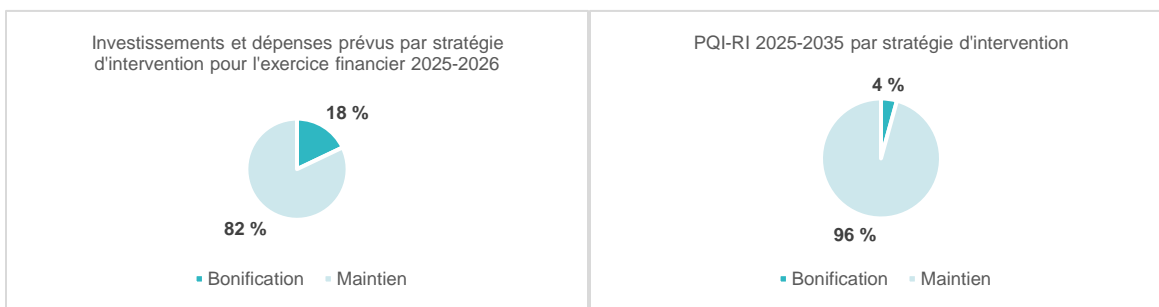 Investissements et dépenses prévus par stratégie
d'intervention pour l'exercice financier 2025-2026
18 %
82 %
Bonification Maintien
PQI-RI 2025-2035 par stratégie d'intervention
4 %
96 %
Bonification Maintien